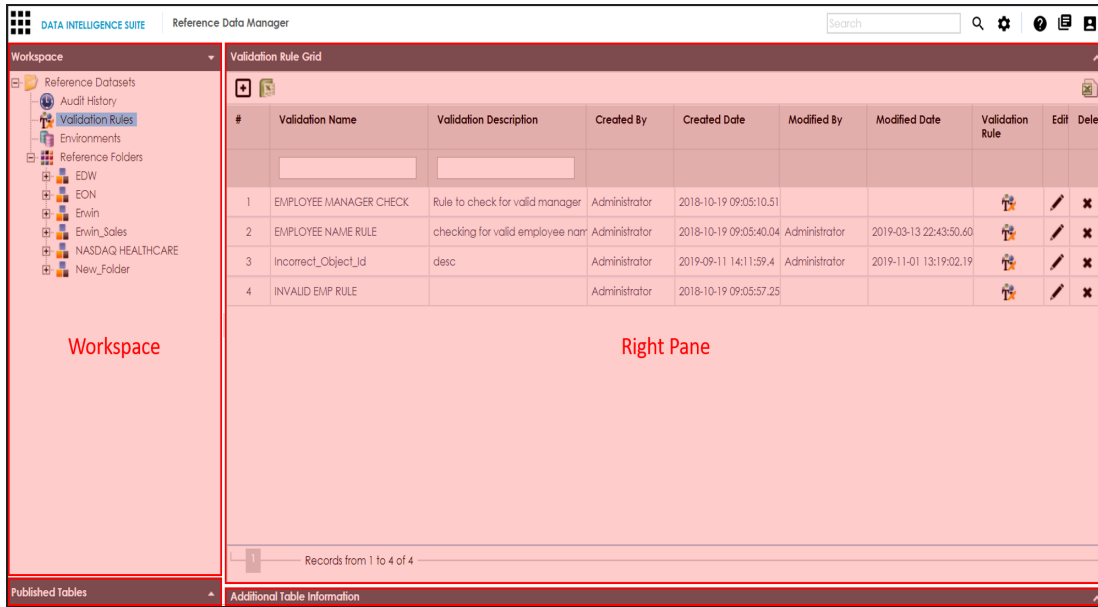 DATA INTELLIGENCE SUITE Reference Data Manager Search
Workspace
Reference Datasets
Audit History
Validation Rules
Environments
Reference Folders
EDW
EON
Erwin
Erwin_Sales
NASDAQ HEALTHCARE
New_Folder
Workspace
Published Tables
Validation Rule Grid
# Validation Name Validation Description Created By Created Date Modified By Modified Date Validation Rule Edit Dele
1 EMPLOYEE MANAGER CHECK Rule to check for valid manager Administrator 2018-10-19 09:05:10.51
2 EMPLOYEE NAME RULE checking for valid employee nam Administrator 2018-10-19 09:05:40.04 Administrator 2019-03-13 22:43:50.60
3 Incorrect_Object_Id desc Administrator 2019-09-11 14:11:59.4 Administrator 2019-11-01 13:19:02.19
4 INVALID EMP RULE Administrator 2018-10-19 09:05:57.25
Right Pane
1 Records from 1 to 4 of 4
Additional Table Information